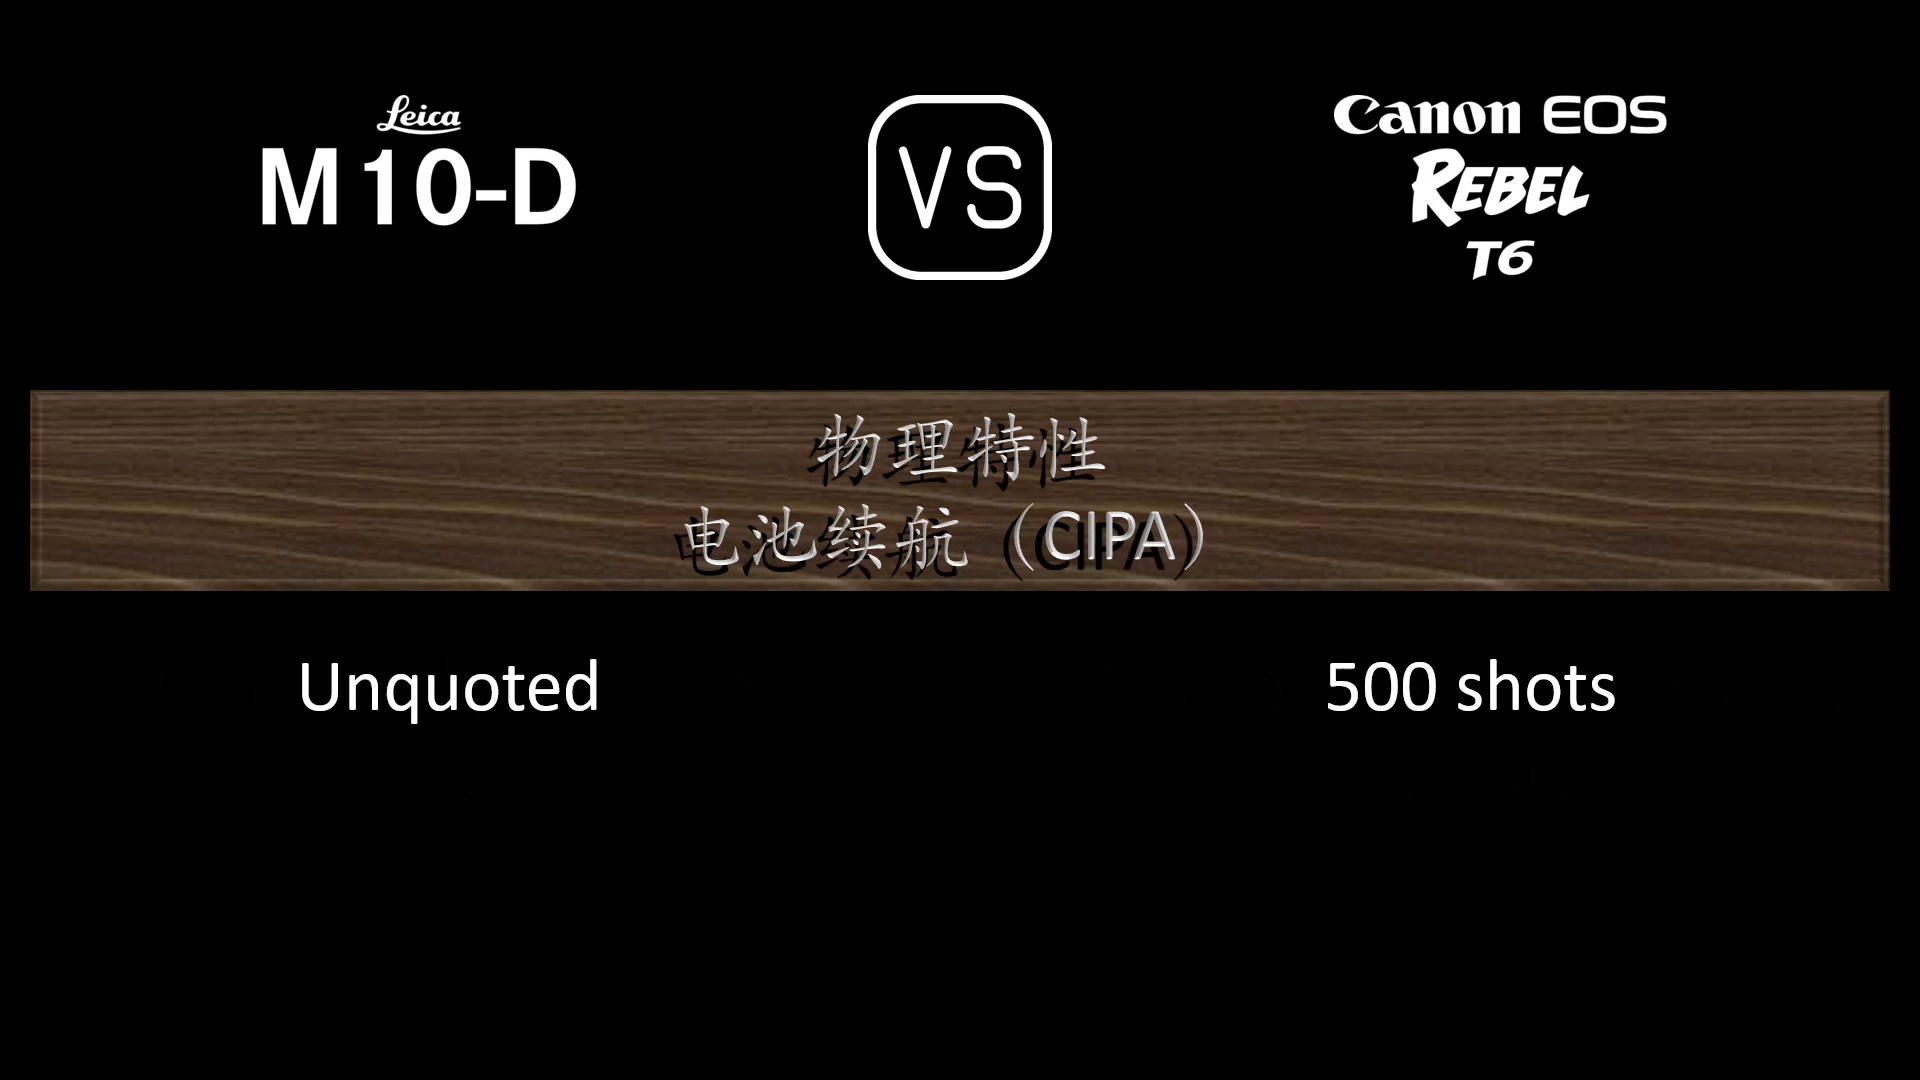 Leica
M10-D
VS
Canon EOS
REBEL
T6
物理特性
电池续航（CIPA）
Unquoted
500 shots